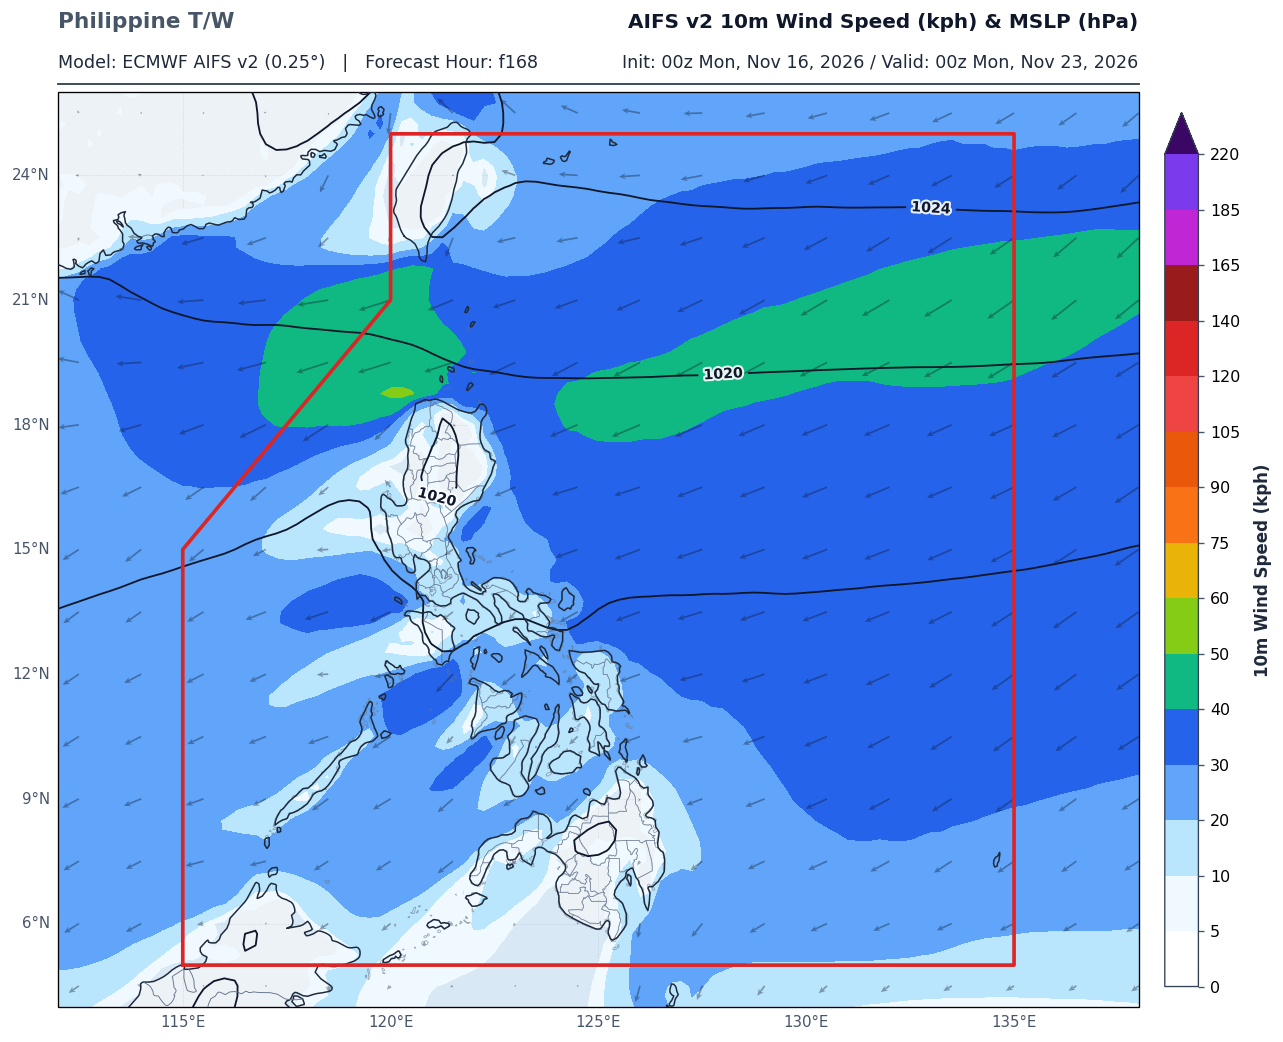 Philippine T/W
AIFS v2 10m Wind Speed (kph) & MSLP (hPa)
Model: ECMWF AIFS v2 (0.25°) | Forecast Hour: f168
Init: 00z Mon, Nov 16, 2026 / Valid: 00z Mon, Nov 23, 2026
24°N
21°N
18°N
15°N
12°N
9°N
6°N
1024
1020
1020
115°E
120°E
125°E
130°E
135°E
220
185
165
140
120
105
90
75
60
50
40
30
20
10
5
0
10m Wind Speed (kph)